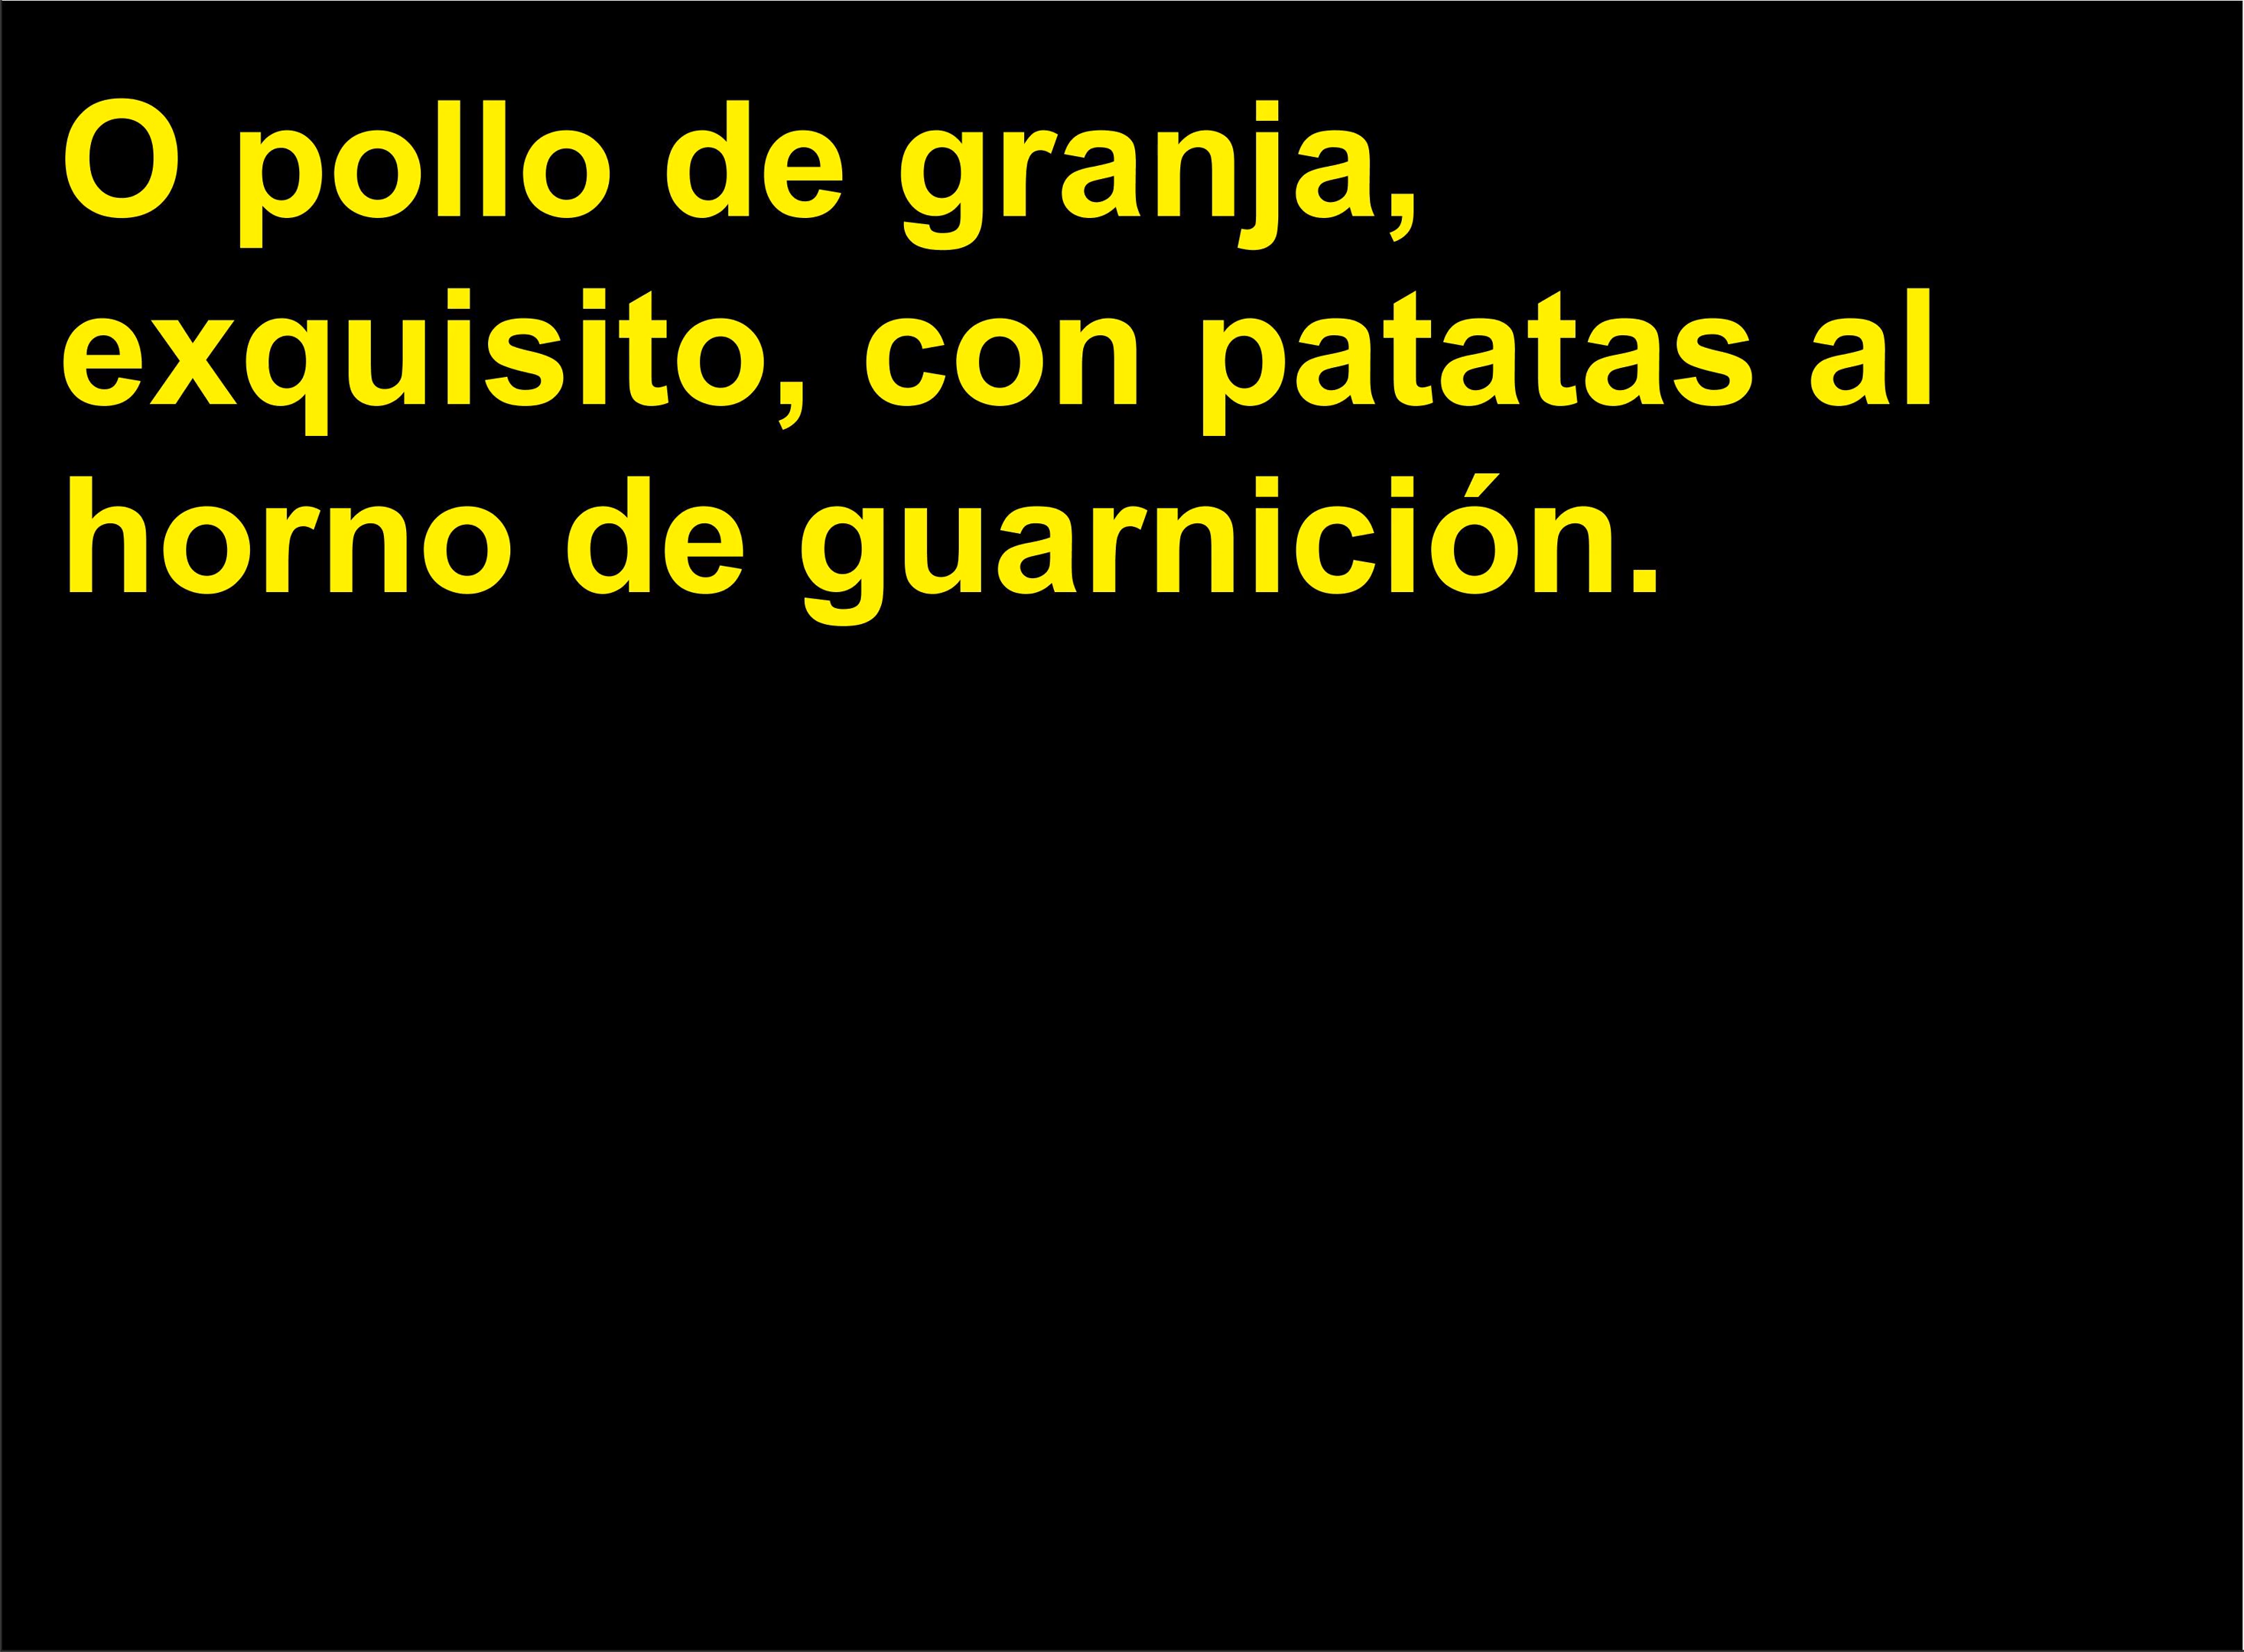 O pollo de granja,
exquisito, con patatas al
horno de guarnición.